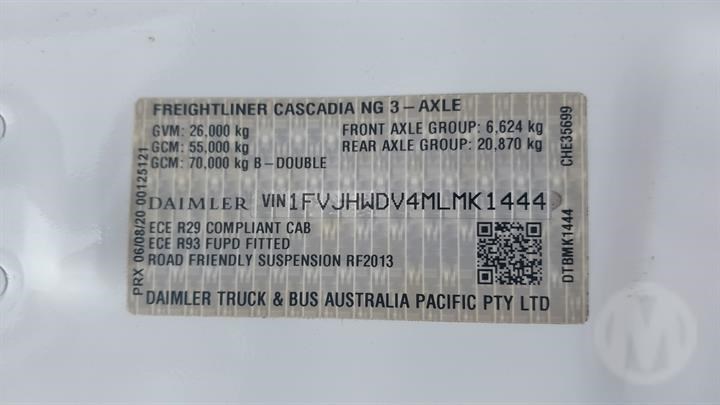 FREIGHTLINER CASCADIA NG 3-AXLE
GVM: 26,000 kg
GCM: 55,000 kg
GCM: 70,000 kg B-DOUBLE
FRONT AXLE GROUP: 6,624 kg
REAR AXLE GROUP: 20,870 kg
DAIMLER VIN 1FVJHWDV4MLMK1444
ECE R29 COMPLIANT CAB
ECE R93 FUPD FITTED
ROAD FRIENDLY SUSPENSION RF2013
DAIMLER TRUCK & BUS AUSTRALIA PACIFIC PTY LTD
PRX 06/08/20 00125121
DTBMK1444 CHE35699
M